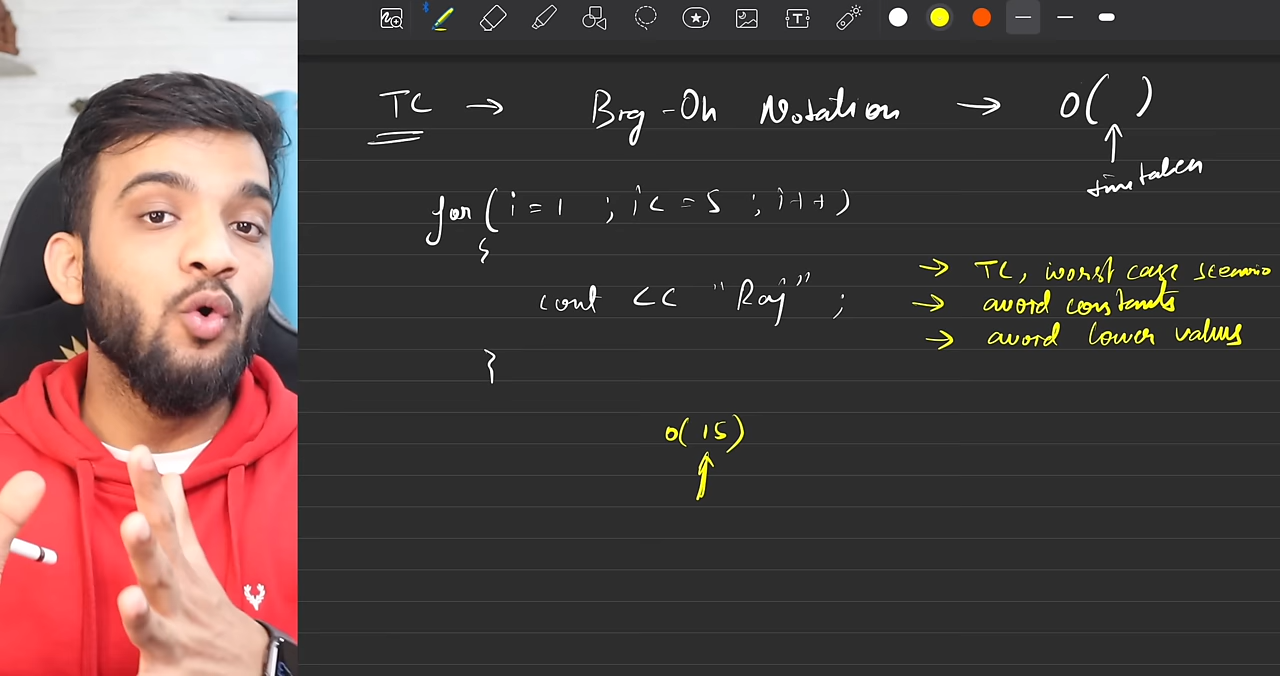 TC → Big-Oh Notation → O( )
↑
time taken
for ( i = 1 ; i <= 5 ; i++ )
{
cout << "Raj" ;
}
→ TC, worst case scenario
→ avoid constants
→ avoid lower values
O( 15 )